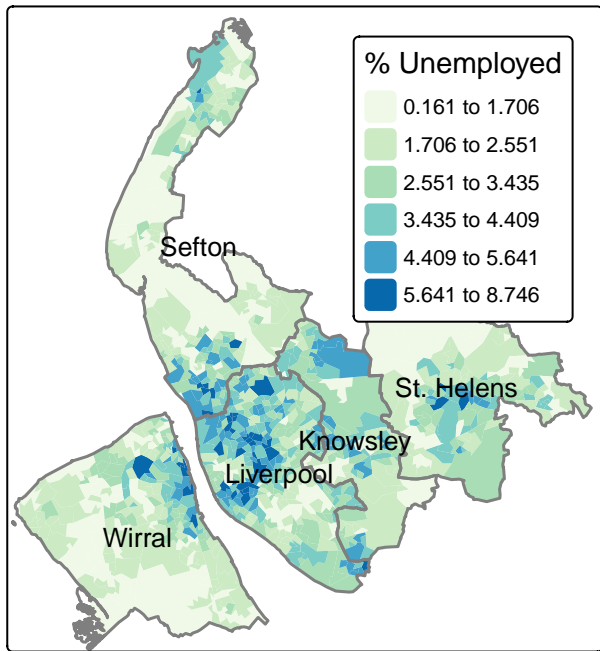 % Unemployed
0.161 to 1.706
1.706 to 2.551
2.551 to 3.435
3.435 to 4.409
4.409 to 5.641
5.641 to 8.746
Sefton
St. Helens
Knowsley
Liverpool
Wirral